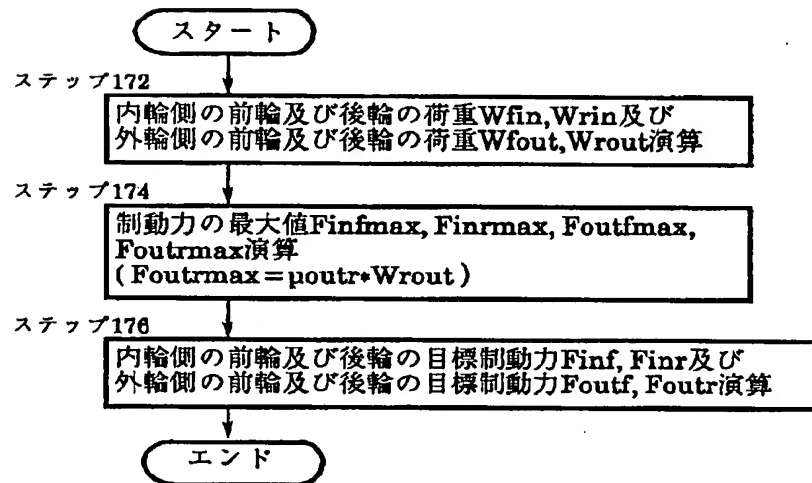 スタート
ステップ172
内輪側の前輪及び後輪の荷重Wfin,Wrin及び
外輪側の前輪及び後輪の荷重Wfout,Wrout演算
ステップ174
制動力の最大値Finfmax, Finrmax, Foutfmax,
Foutrmax演算
(Foutrmax=μoutr*Wrout)
ステップ176
内輪側の前輪及び後輪の目標制動力Finf, Finr及び
外輪側の前輪及び後輪の目標制動力Foutf, Foutr演算
エンド